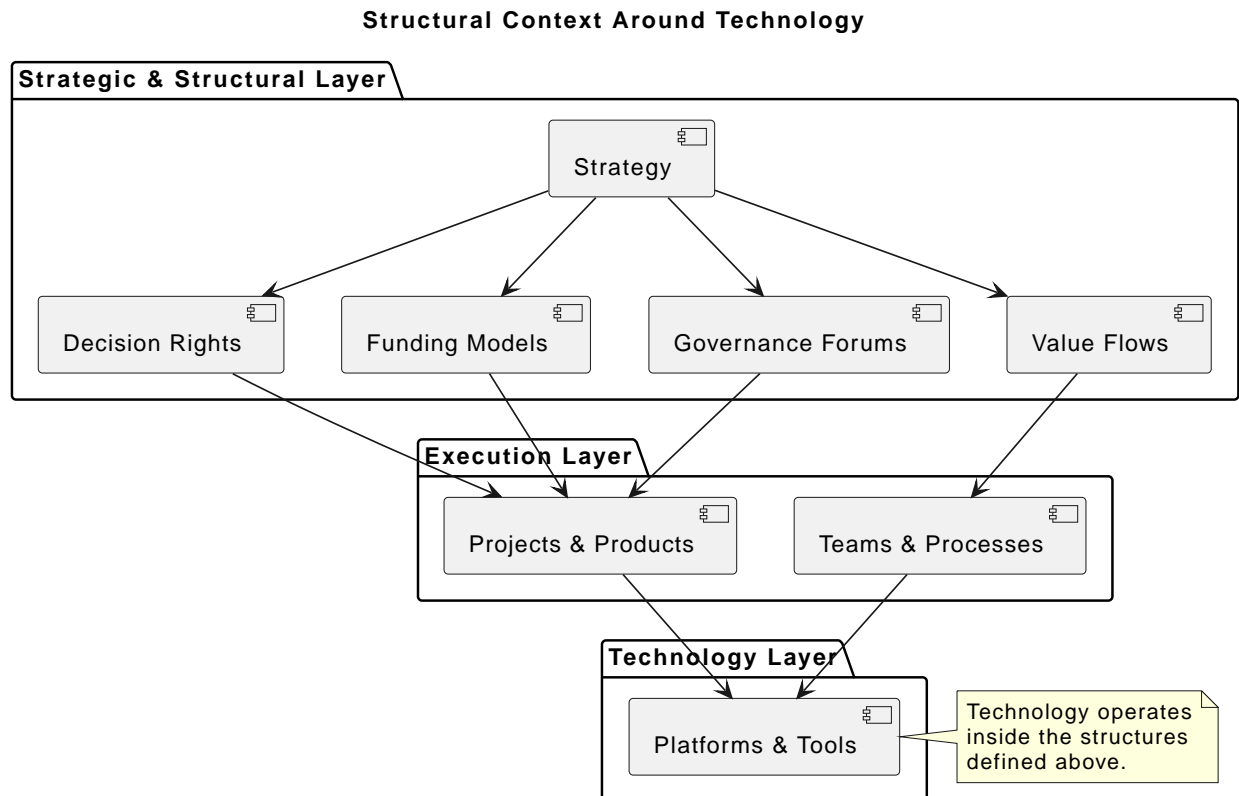 Structural Context Around Technology
Strategic & Structural Layer
Strategy
Decision Rights
Funding Models
Governance Forums
Value Flows
Execution Layer
Projects & Products
Teams & Processes
Technology Layer
Platforms & Tools
Technology operates
inside the structures
defined above.